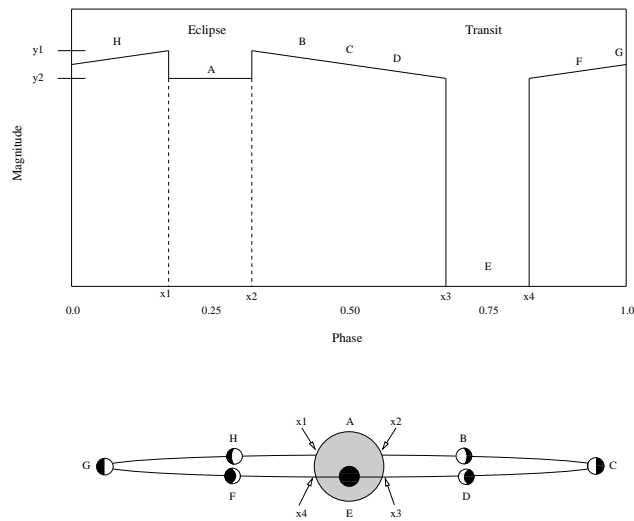 Eclipse Transit
H B C D F G
y1
y2
A
Magnitude
E
x1 x2 x3 x4
0.0 0.25 0.50 0.75 1.0
Phase
x1 A x2
H B
G C
F D
x4 E x3